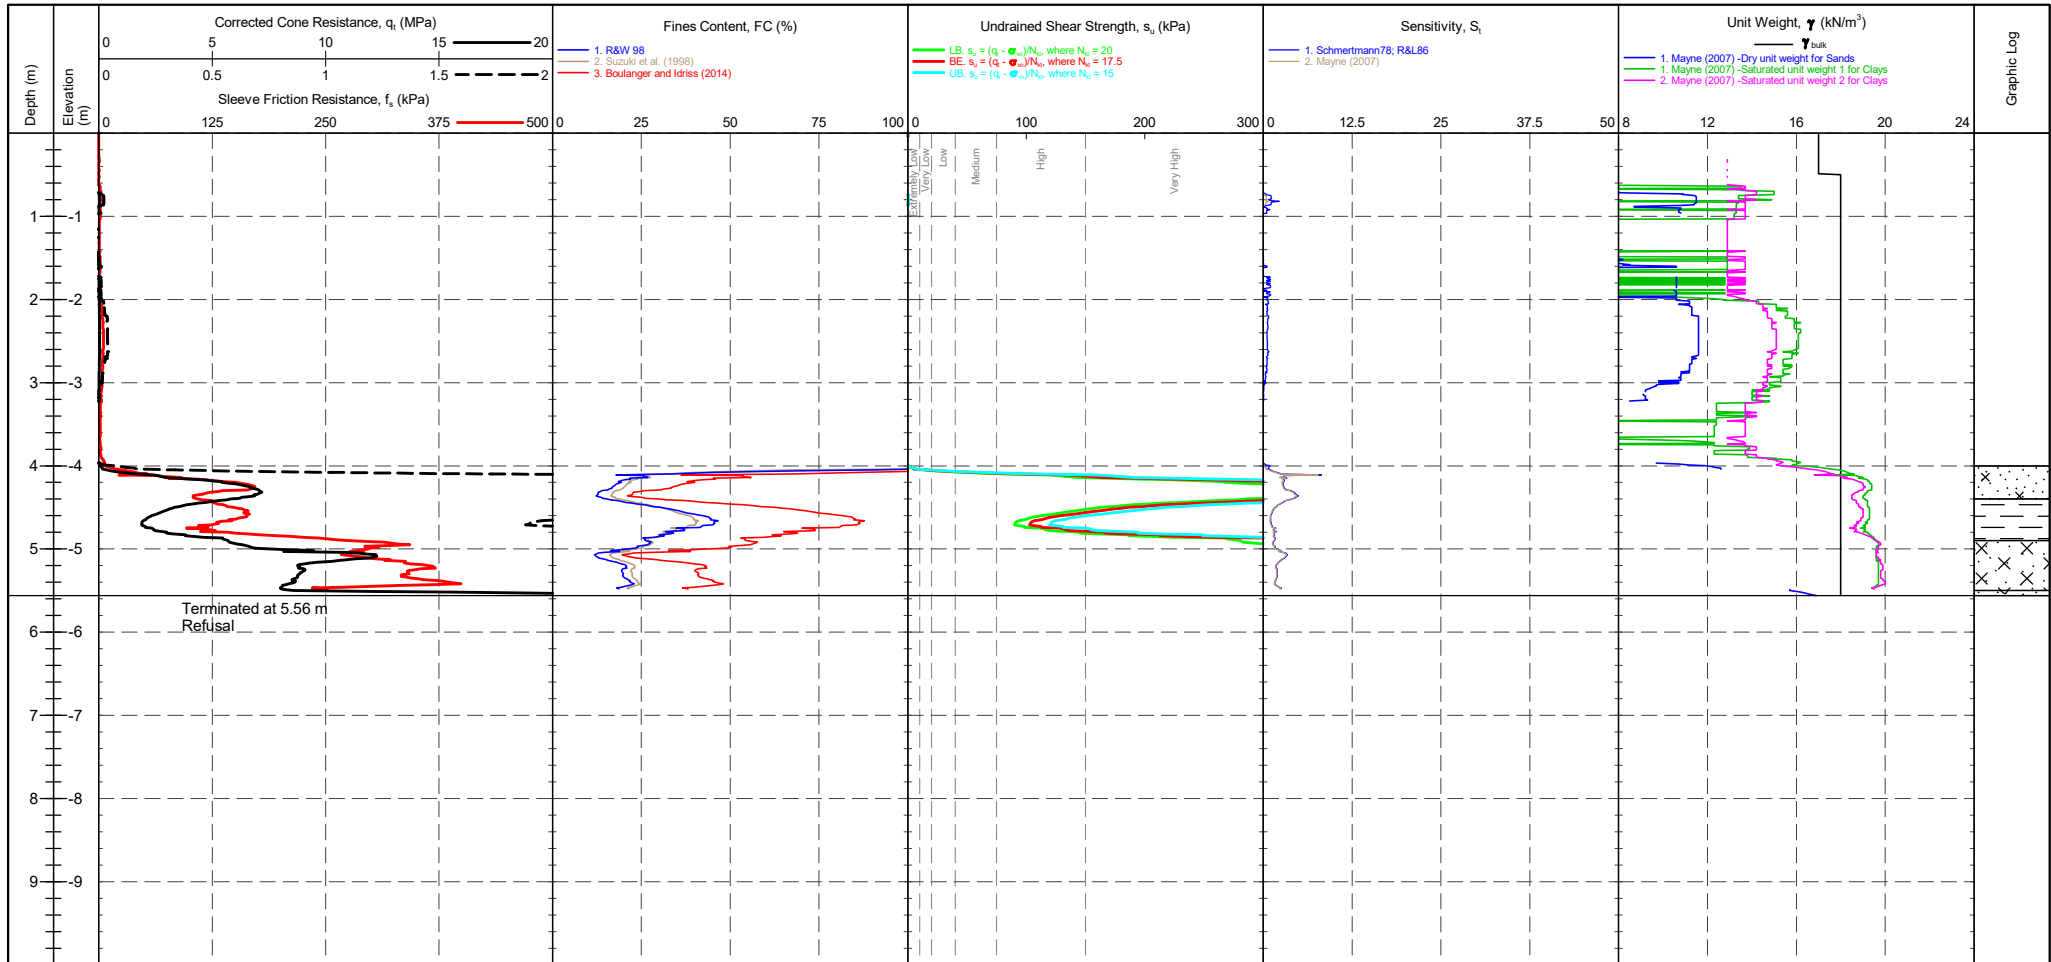 Corrected Cone Resistance, qt (MPa)
0 5 10 15 20
0 0.5 1 1.5 2
Sleeve Friction Resistance, fs (kPa)
0 125 250 375 500
Depth (m)
Elevation (m)
Fines Content, FC (%)
1. R&W 98
2. Suzuki et al. (1998)
3. Boulanger and Idriss (2014)
0 25 50 75 100
Undrained Shear Strength, su (kPa)
LB. su = (qt - σvo)/Nkt, where Nkt = 20
BE. su = (qt - σvo)/Nkt, where Nkt = 17.5
UB. su = (qt - σvo)/Nkt, where Nkt = 15
0 0 100 200 300
Extremely Low
Very Low
Low
Medium
High
Very High
Sensitivity, St
1. Schmertmann78; R&L86
2. Mayne (2007)
0 12.5 25 37.5 50
Unit Weight, γ (kN/m³)
γbulk
1. Mayne (2007) -Dry unit weight for Sands
1. Mayne (2007) -Saturated unit weight 1 for Clays
2. Mayne (2007) -Saturated unit weight 2 for Clays
8 12 16 20 24
Graphic Log
1 -1
2 -2
3 -3
4 -4
5 -5
Terminated at 5.56 m
Refusal
6 -6
7 -7
8 -8
9 -9